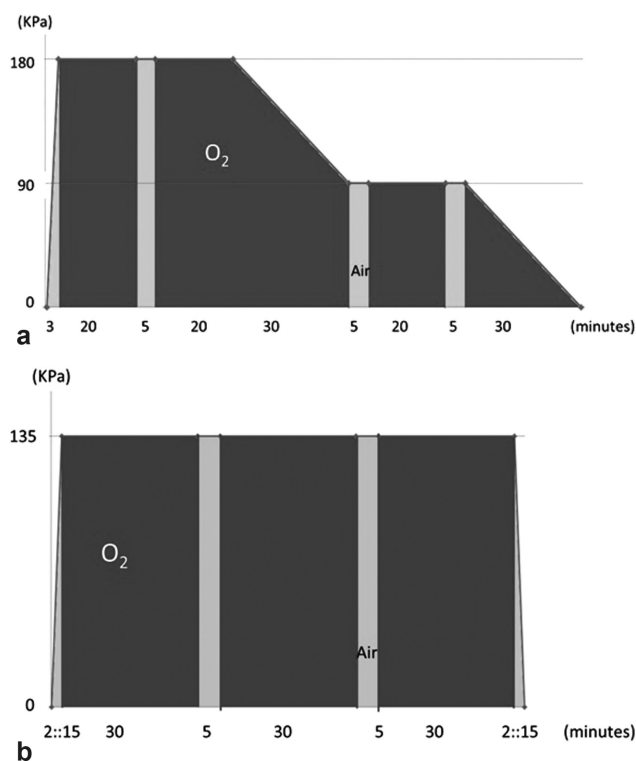 (KPa)
180
O₂
90
Air
0
3 20 5 20 30 5 20 5 30 (minutes)
a
(KPa)
135
O₂
Air
0
2::15 30 5 30 5 30 2::15 (minutes)
b